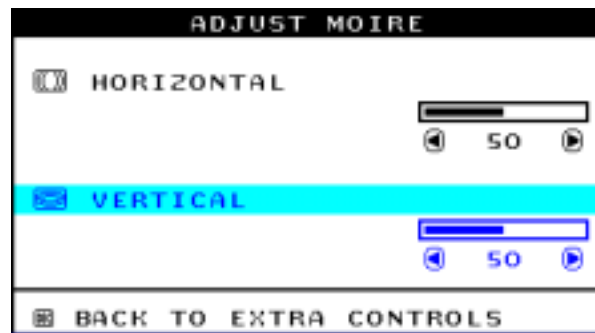 ADJUST MOIRE
HORIZONTAL
50
VERTICAL
50
BACK TO EXTRA CONTROLS